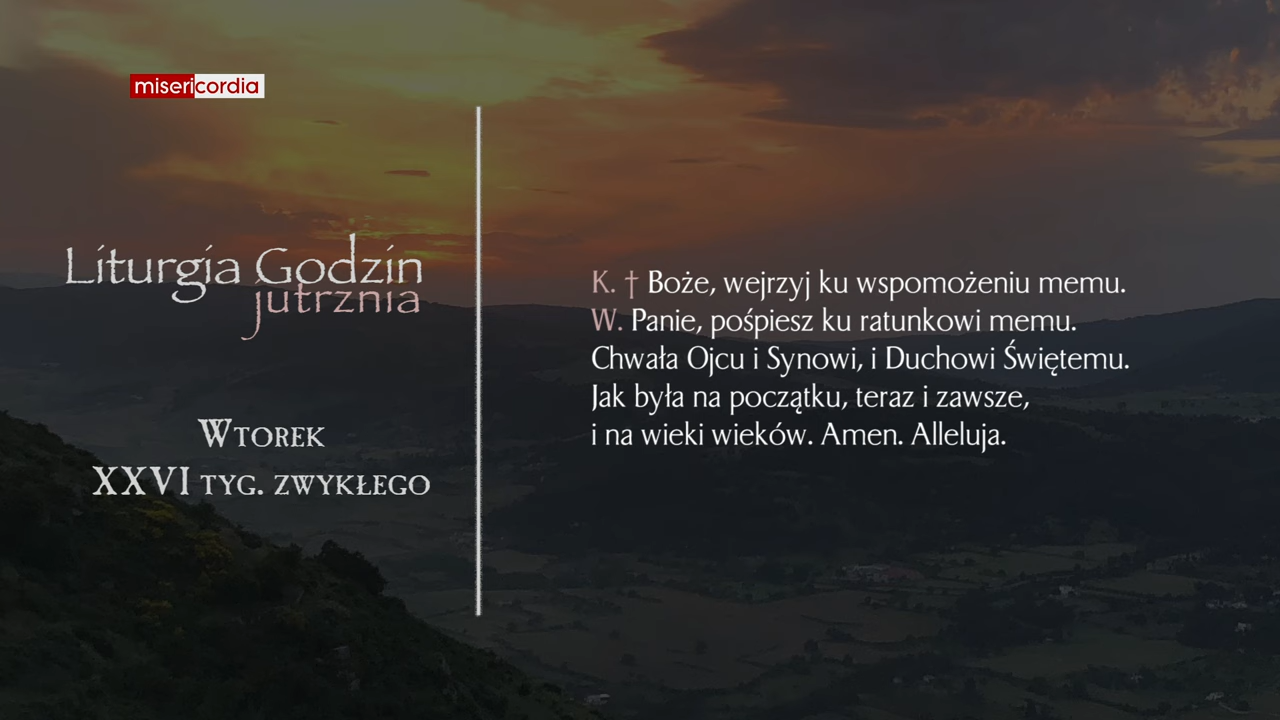 misericordia
Liturgia Godzin
jutrznia
Wtorek
XXVI tyg. zwykłego
K. † Boże, wejrzyj ku wspomożeniu memu.
W. Panie, pośpiesz ku ratunkowi memu.
Chwała Ojcu i Synowi, i Duchowi Świętemu.
Jak była na początku, teraz i zawsze,
i na wieki wieków. Amen. Alleluja.